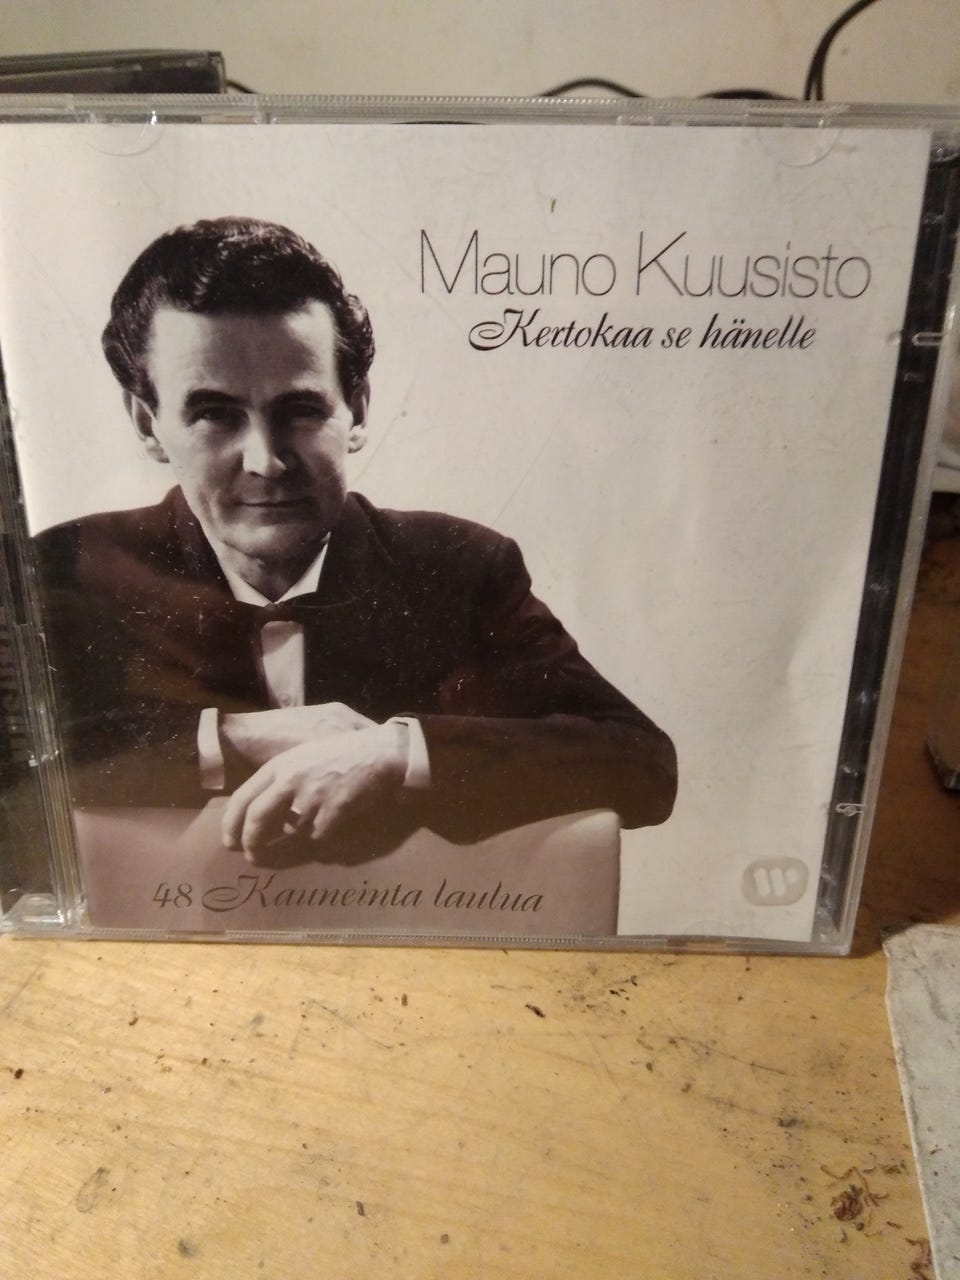 Mauno Kuusisto
Kertokaa se hänelle
48 Kauneinta laulua